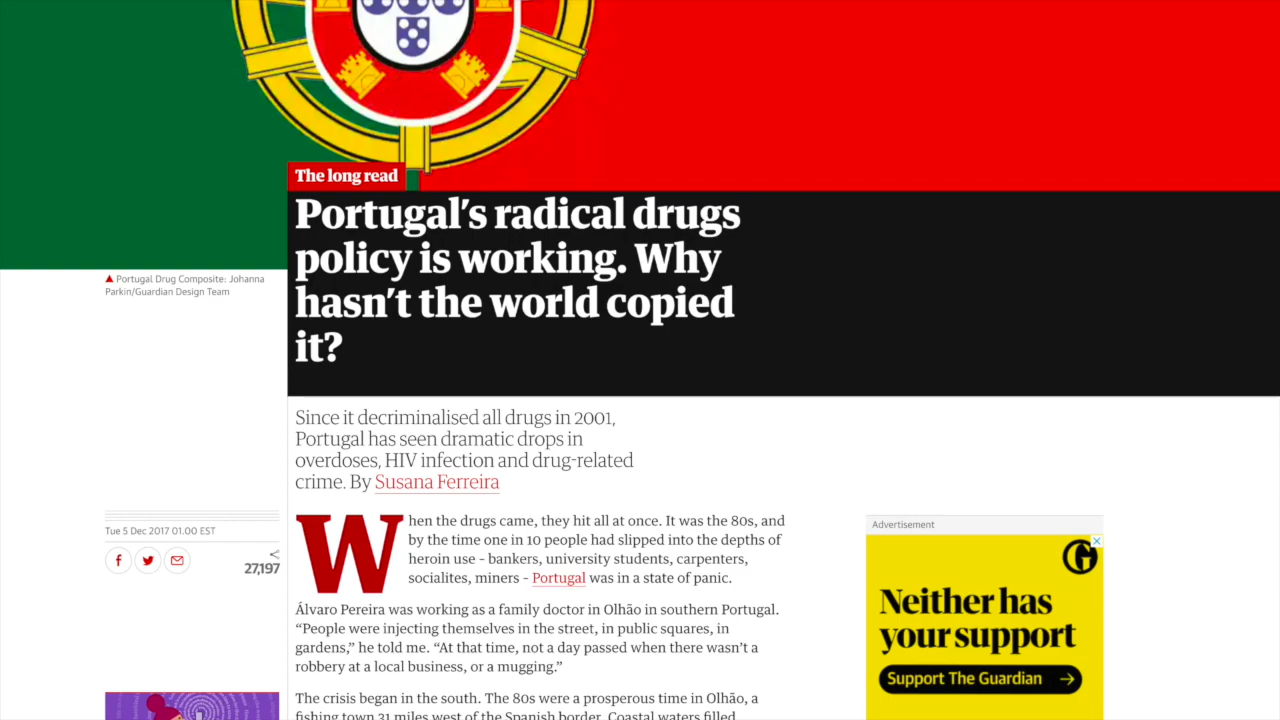 The long read
Portugal's radical drugs
policy is working. Why
hasn't the world copied
it?
Portugal Drug Composite: Johanna
Parkin/Guardian Design Team
Since it decriminalised all drugs in 2001,
Portugal has seen dramatic drops in
overdoses, HIV infection and drug-related
crime. By Susana Ferreira
Tue 5 Dec 2017 01.00 EST
27,197
When the drugs came, they hit all at once. It was the 80s, and
by the time one in 10 people had slipped into the depths of
heroin use – bankers, university students, carpenters,
socialites, miners – Portugal was in a state of panic.
Álvaro Pereira was working as a family doctor in Olhão in southern Portugal.
“People were injecting themselves in the street, in public squares, in
gardens,” he told me. “At that time, not a day passed when there wasn’t a
robbery at a local business, or a mugging.”
The crisis began in the south. The 80s were a prosperous time in Olhão, a
fishing town 31 miles west of the Spanish border. Coastal waters filled
Advertisement
G
Neither has
your support
Support The Guardian